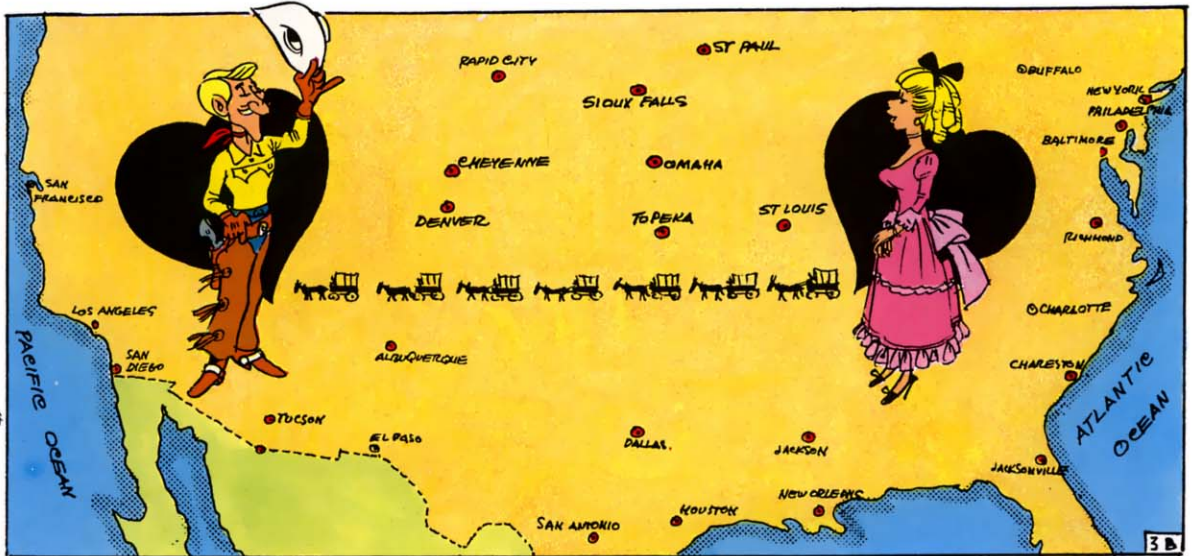 ST PAUL
RAPID CITY
BUFFALO
SIOUX FALLS
NEW YORK
PHILADELPHIA
BALTIMORE
CHEYENNE
OMAHA
SAN
FRANCISCO
DENVER
TOPEKA
ST LOUIS
RICHMOND
LOS ANGELES
CHARLOTTE
ALBUQUERQUE
SAN
DIEGO
CHARESTON
PACIFIC OCEAN
ATLANTIC
OCEAN
TUCSON
EL PASO
DALLAS.
JACKSON
JACKSONVILLE
NEW ORLEANS
HOUSTON
SAN ANTONIO
3B